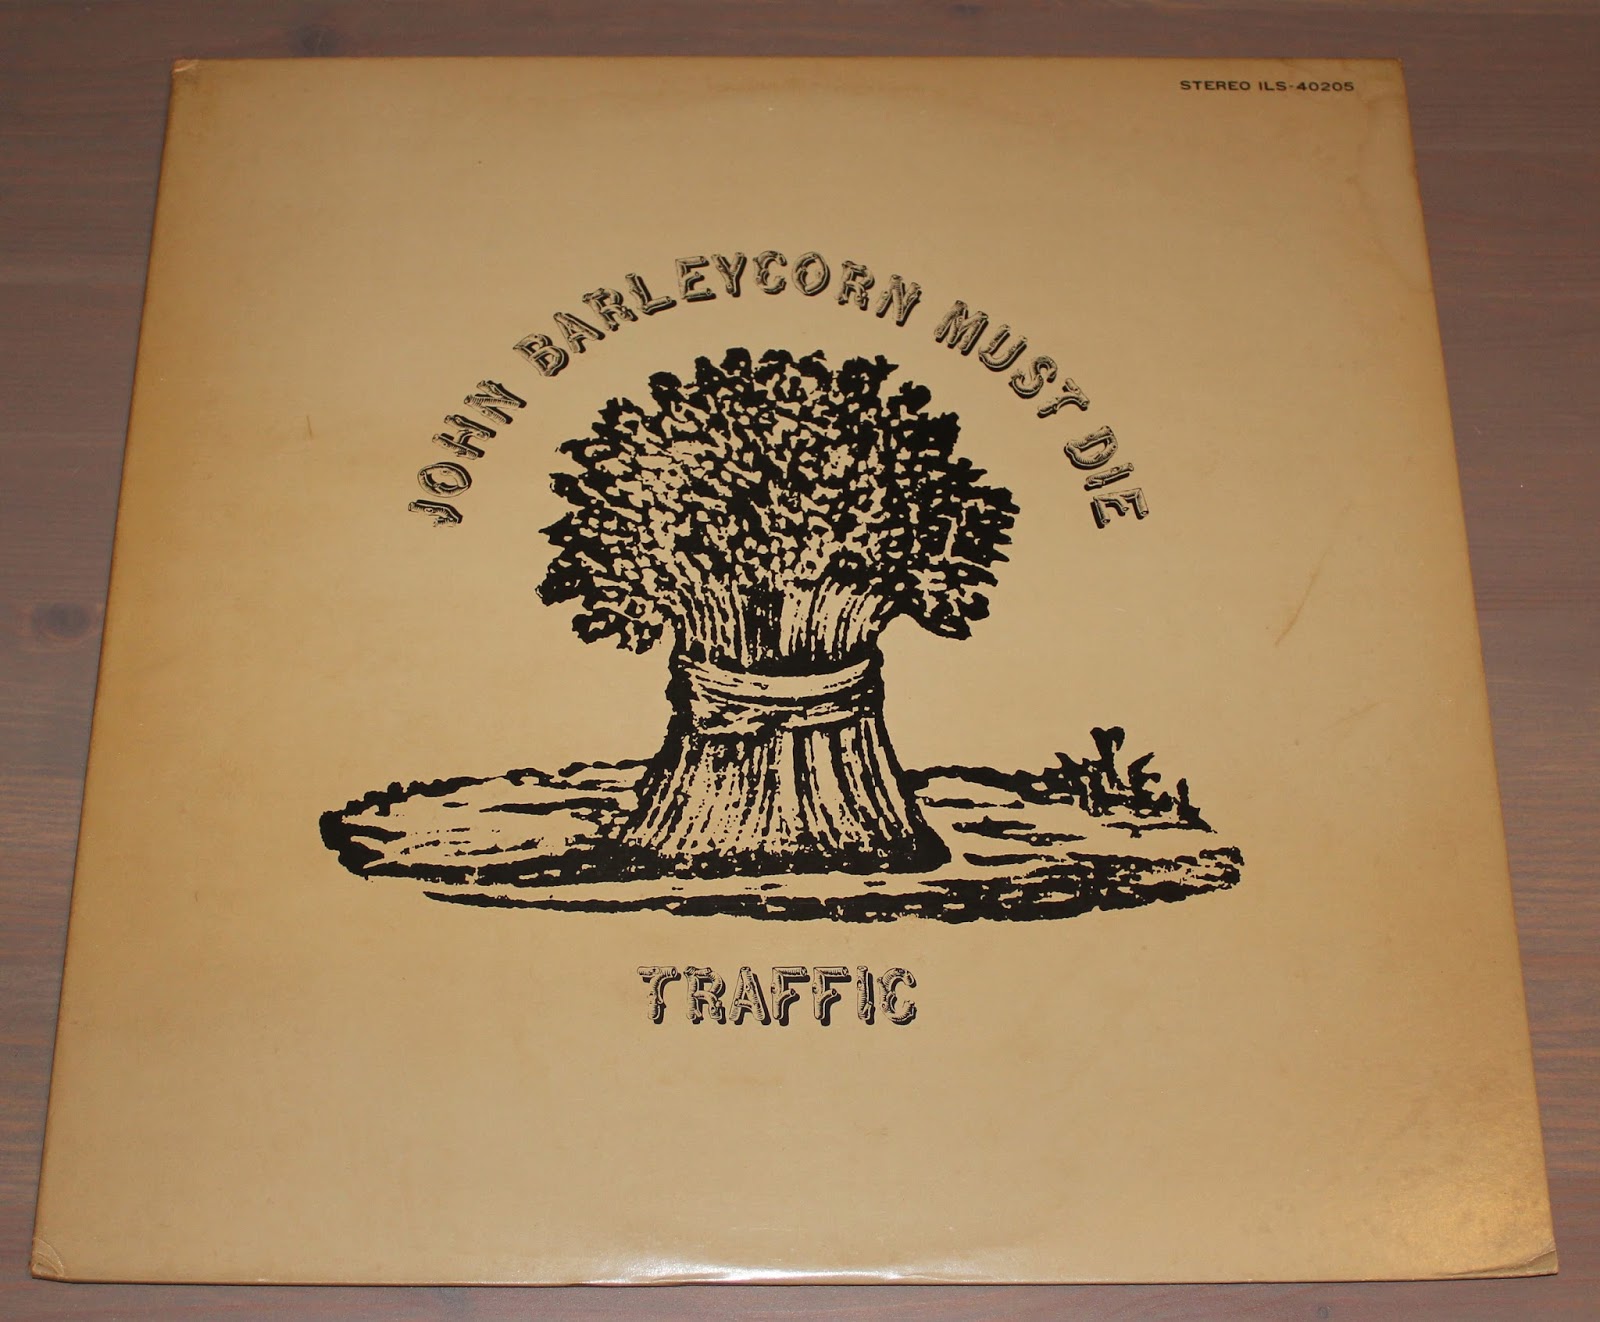 STEREO ILS-40205
JOHN BARLEYCORN MUST DIE
TRAFFIC